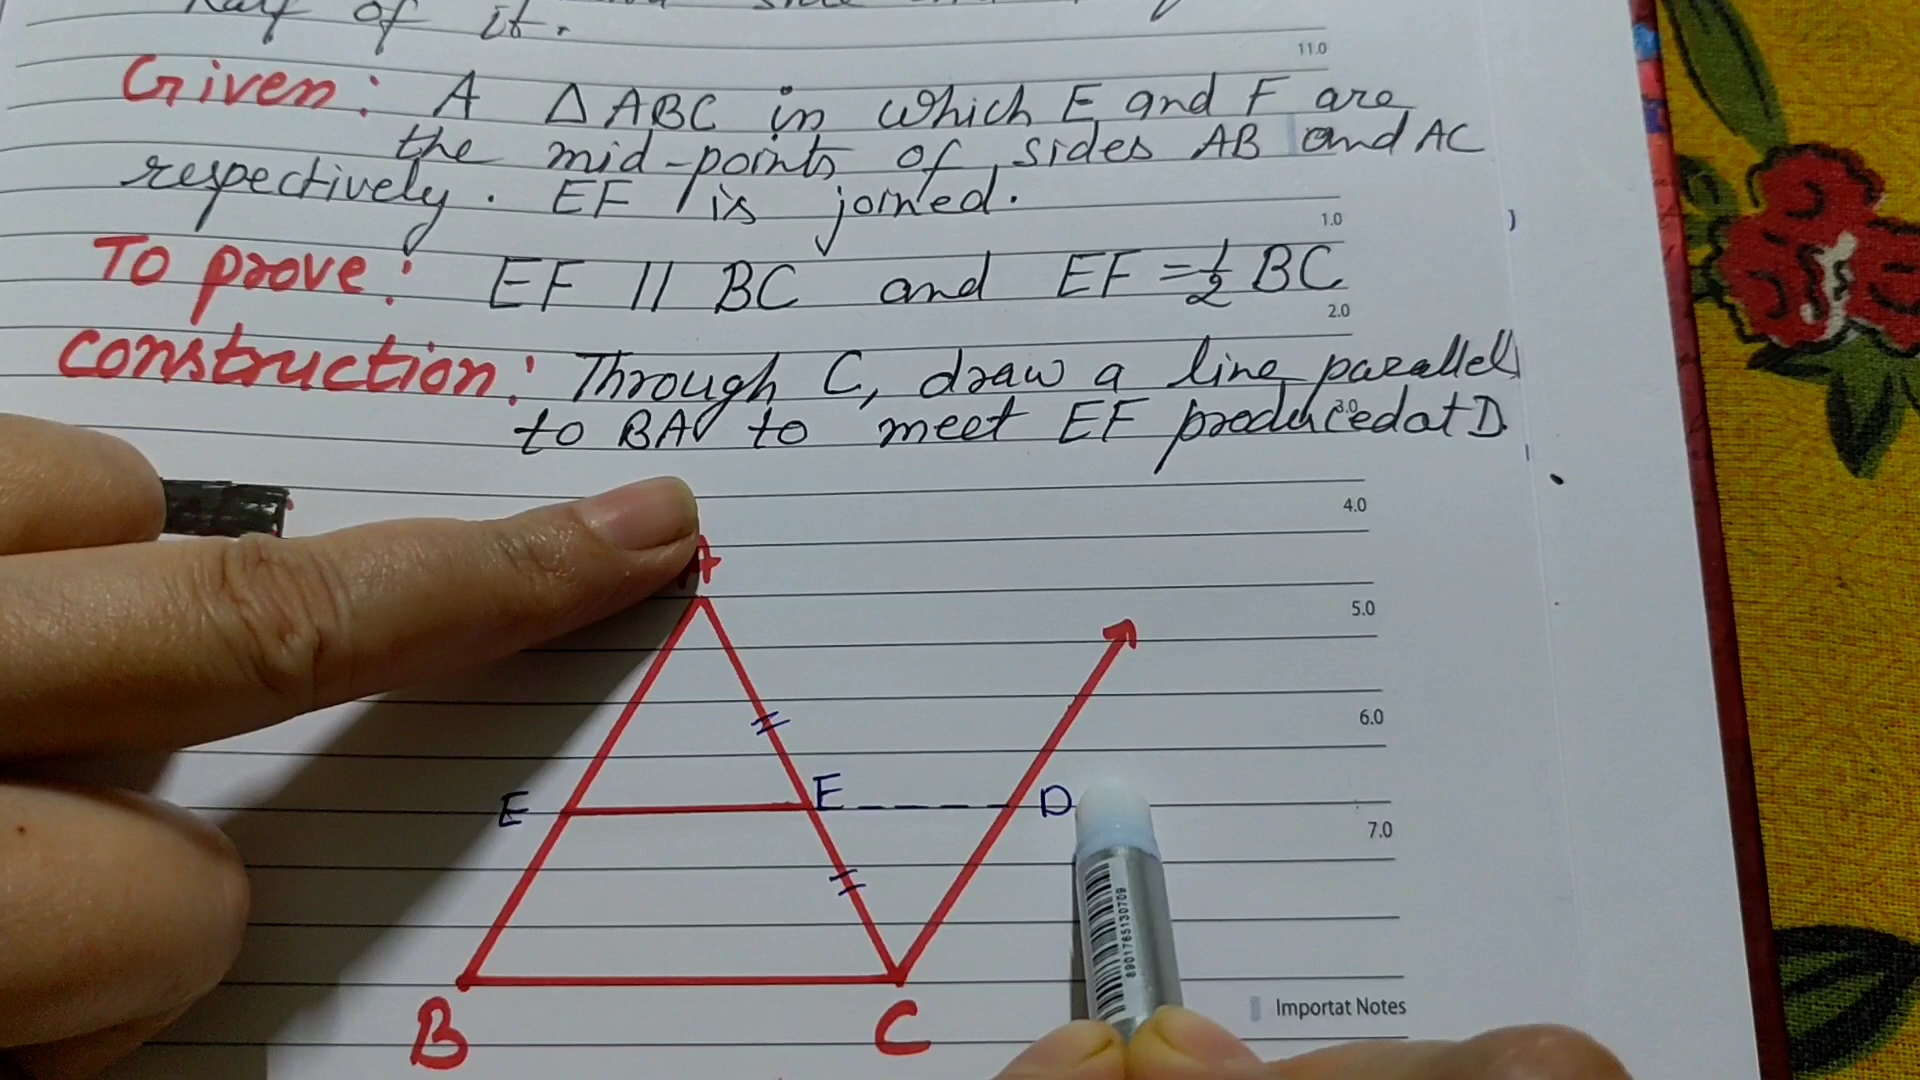 Half of it.
11.0
Given: A △ABC in which E and F are
the mid-points of sides AB and AC
respectively. EF is joined.
1.0
To prove: EF || BC and EF = 1/2 BC
2.0
Construction: Through C, draw a line parallel
to BA to meet EF produced at D
3.0
4.0
A
5.0
6.0
E E D
7.0
8901765130709
Importat Notes
B C